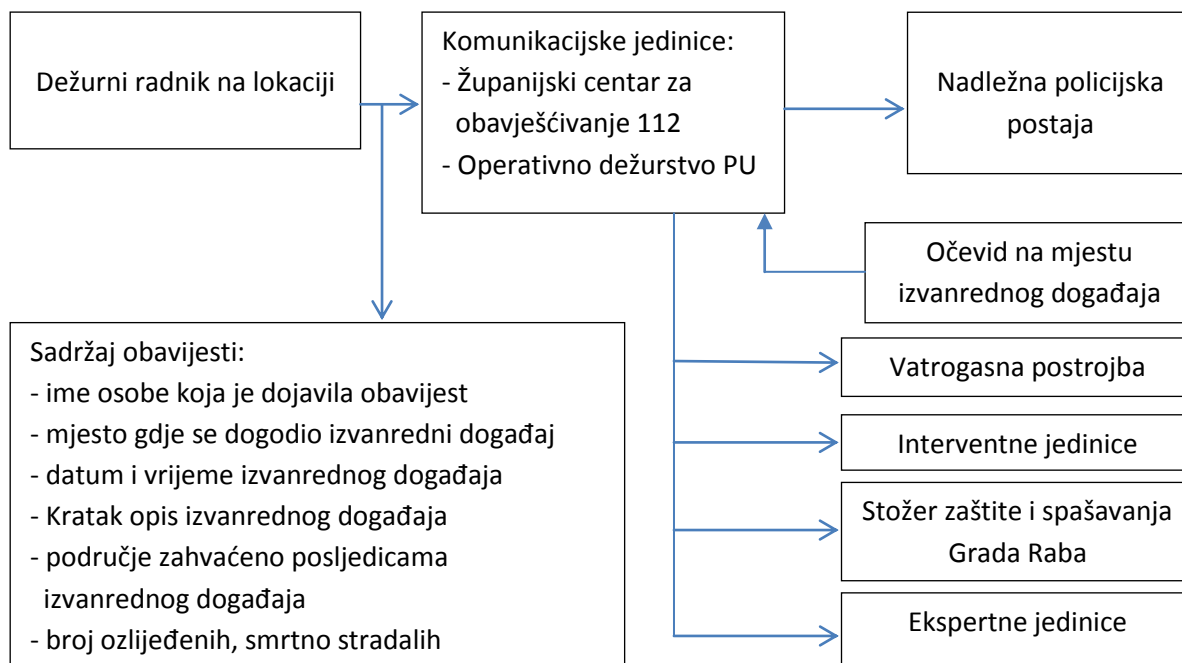 Dežurni radnik na lokaciji
Komunikacijske jedinice:
- Županijski centar za
obavješćivanje 112
- Operativno dežurstvo PU
Nadležna policijska
postaja
Očevid na mjestu
izvanrednog događaja
Sadržaj obavijesti:
- ime osobe koja je dojavila obavijest
- mjesto gdje se dogodio izvanredni događaj
- datum i vrijeme izvanrednog događaja
- Kratak opis izvanrednog događaja
- područje zahvaćeno posljedicama
izvanrednog događaja
- broj ozlijeđenih, smrtno stradalih
Vatrogasna postrojba
Interventne jedinice
Stožer zaštite i spašavanja
Grada Raba
Ekspertne jedinice